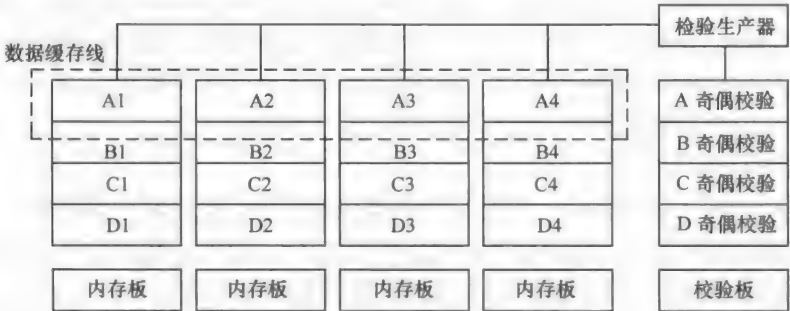 检验生产器
数据缓存线
A1 A2 A3 A4 A 奇偶校验
B1 B2 B3 B4 B 奇偶校验
C1 C2 C3 C4 C 奇偶校验
D1 D2 D3 D4 D 奇偶校验
内存板 内存板 内存板 内存板 校验板